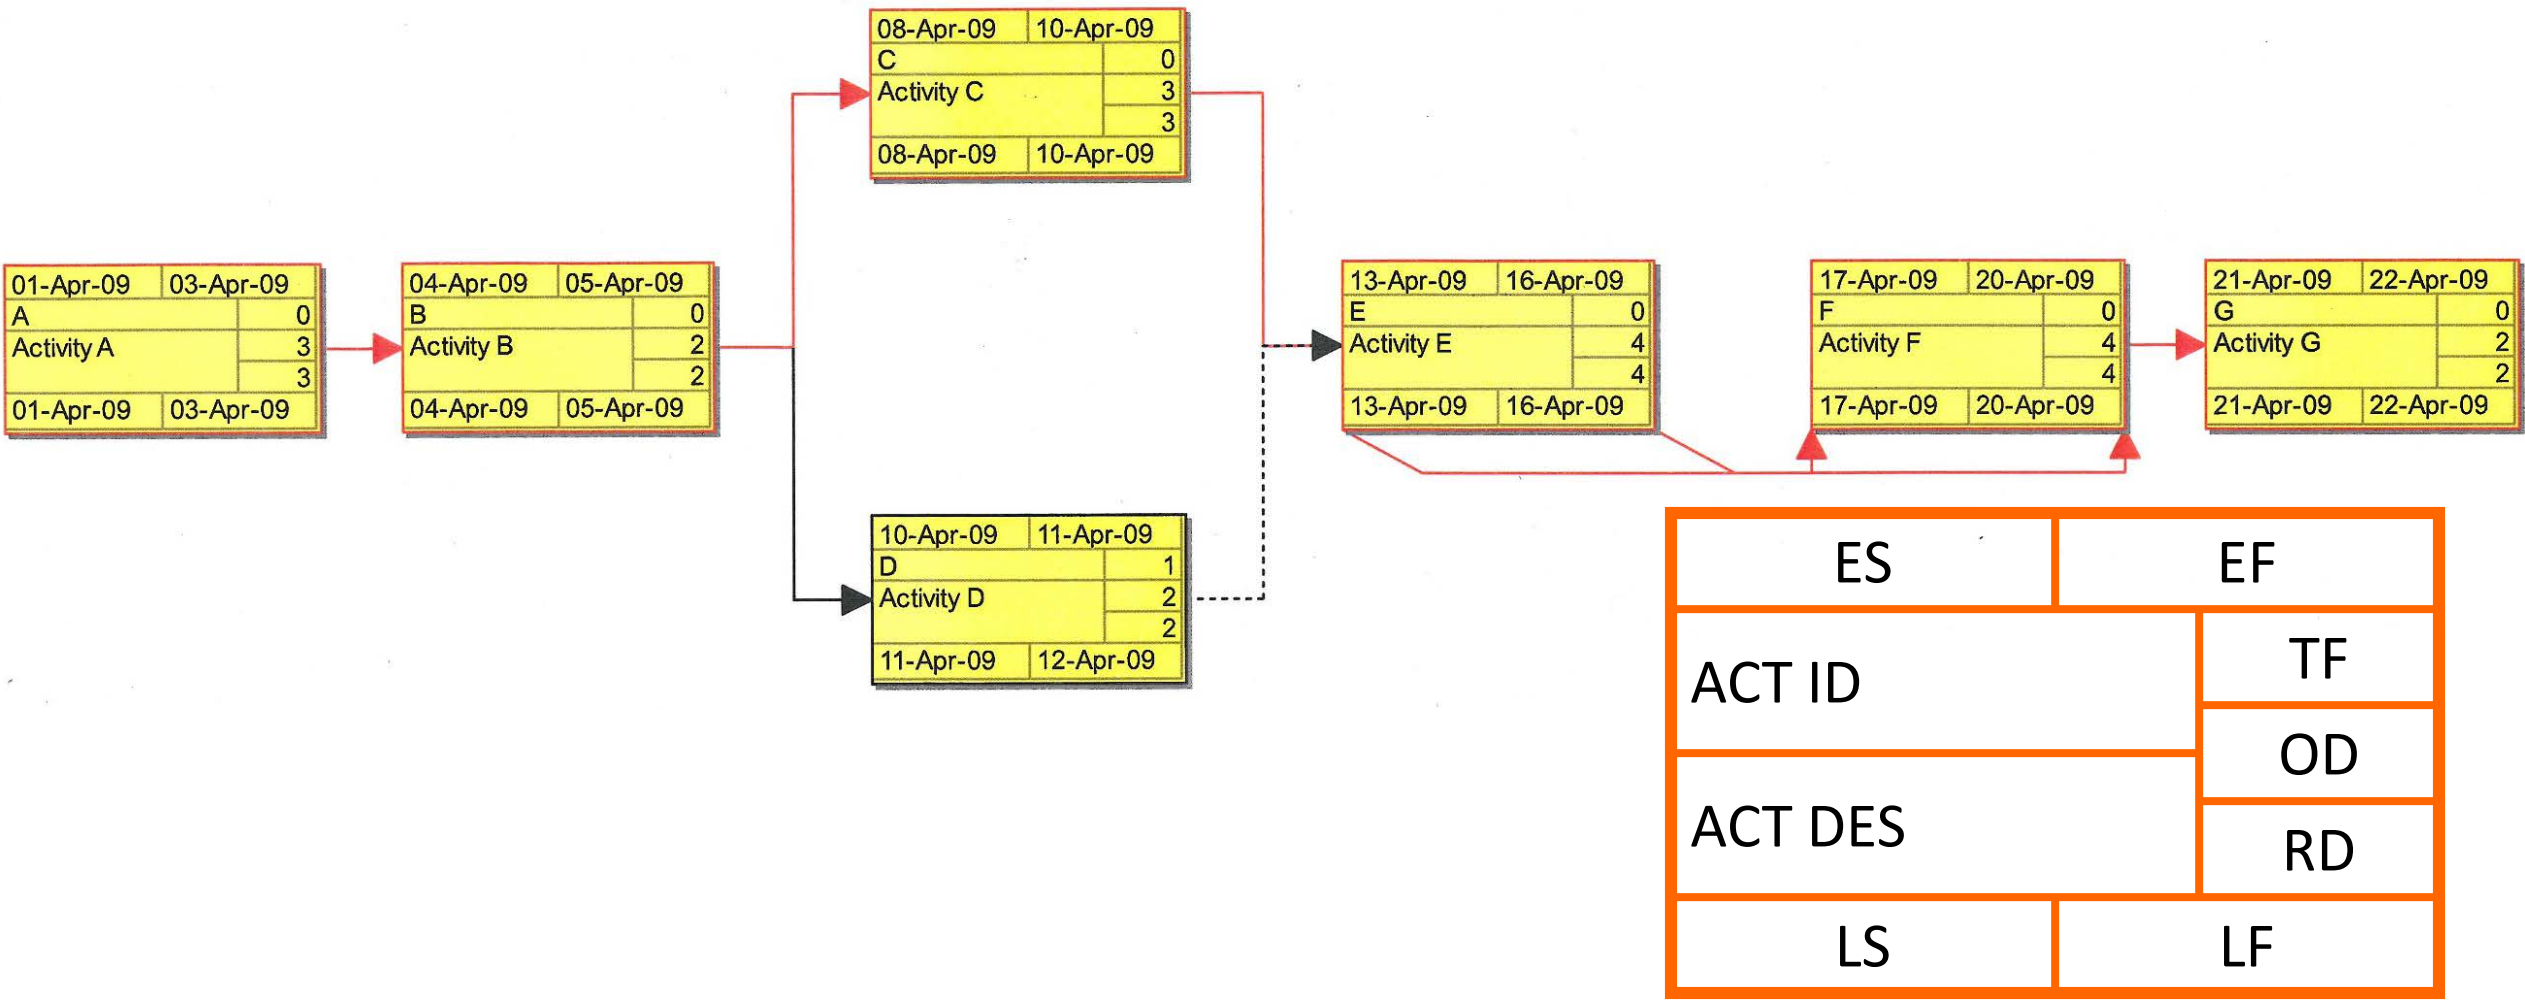 08-Apr-09 10-Apr-09
C 0
Activity C 3
3
08-Apr-09 10-Apr-09
01-Apr-09 03-Apr-09
A 0
Activity A 3
3
01-Apr-09 03-Apr-09
04-Apr-09 05-Apr-09
B 0
Activity B 2
2
04-Apr-09 05-Apr-09
13-Apr-09 16-Apr-09
E 0
Activity E 4
4
13-Apr-09 16-Apr-09
17-Apr-09 20-Apr-09
F 0
Activity F 4
4
17-Apr-09 20-Apr-09
21-Apr-09 22-Apr-09
G 0
Activity G 2
2
21-Apr-09 22-Apr-09
10-Apr-09 11-Apr-09
D 1
Activity D 2
2
11-Apr-09 12-Apr-09
ES EF
ACT ID TF
OD
ACT DES RD
LS LF